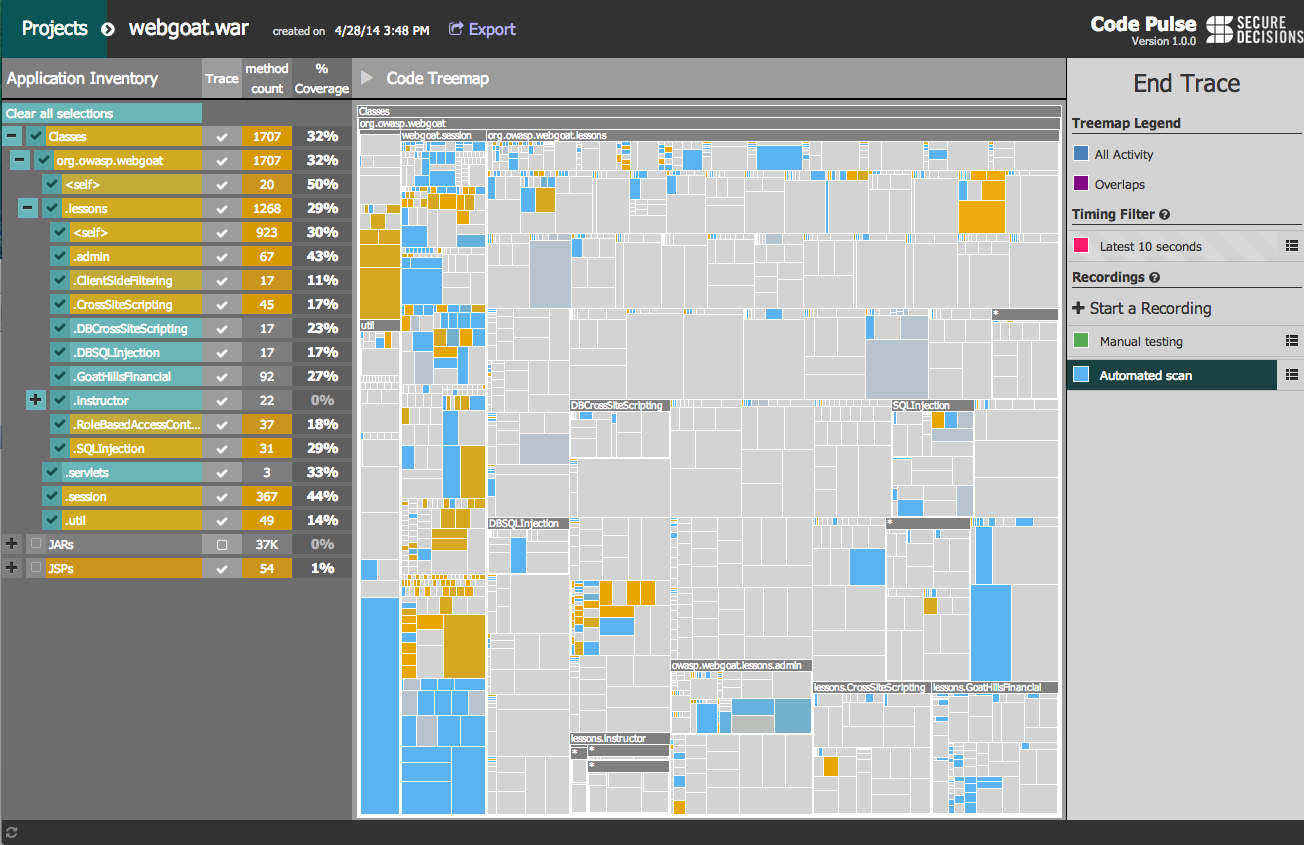 Projects webgoat.war created on 4/28/14 3:48 PM Export
Code Pulse
Version 1.0.0
SECURE
DECISIONS
Application Inventory Trace method count % Coverage
Code Treemap
End Trace
Clear all selections
Classes 1707 32%
org.owasp.webgoat 1707 32%
<self> 20 50%
.lessons 1268 29%
<self> 923 30%
.admin 67 43%
.ClientSideFiltering 17 11%
.CrossSiteScripting 45 17%
.DBCrossSiteScripting 17 23%
.DBSQLInjection 17 17%
.GoatHillsFinancial 92 27%
.instructor 22 0%
.RoleBasedAccessCont... 37 18%
.SQLInjection 31 29%
.servlets 3 33%
.session 367 44%
.util 49 14%
JARs 37K 0%
JSPs 54 1%
Classes
org.owasp.webgoat
webgoat.session org.owasp.webgoat.lessons
util
*
DBCrossSiteScripting SQLInjection
DBSQLInjection *
owasp.webgoat.lessons.admin
lessons.CrossSiteScripting lessons.GoatHillsFinancial
lessons.instructor
* *
*
Treemap Legend
All Activity
Overlaps
Timing Filter ?
Latest 10 seconds
Recordings ?
+ Start a Recording
Manual testing
Automated scan